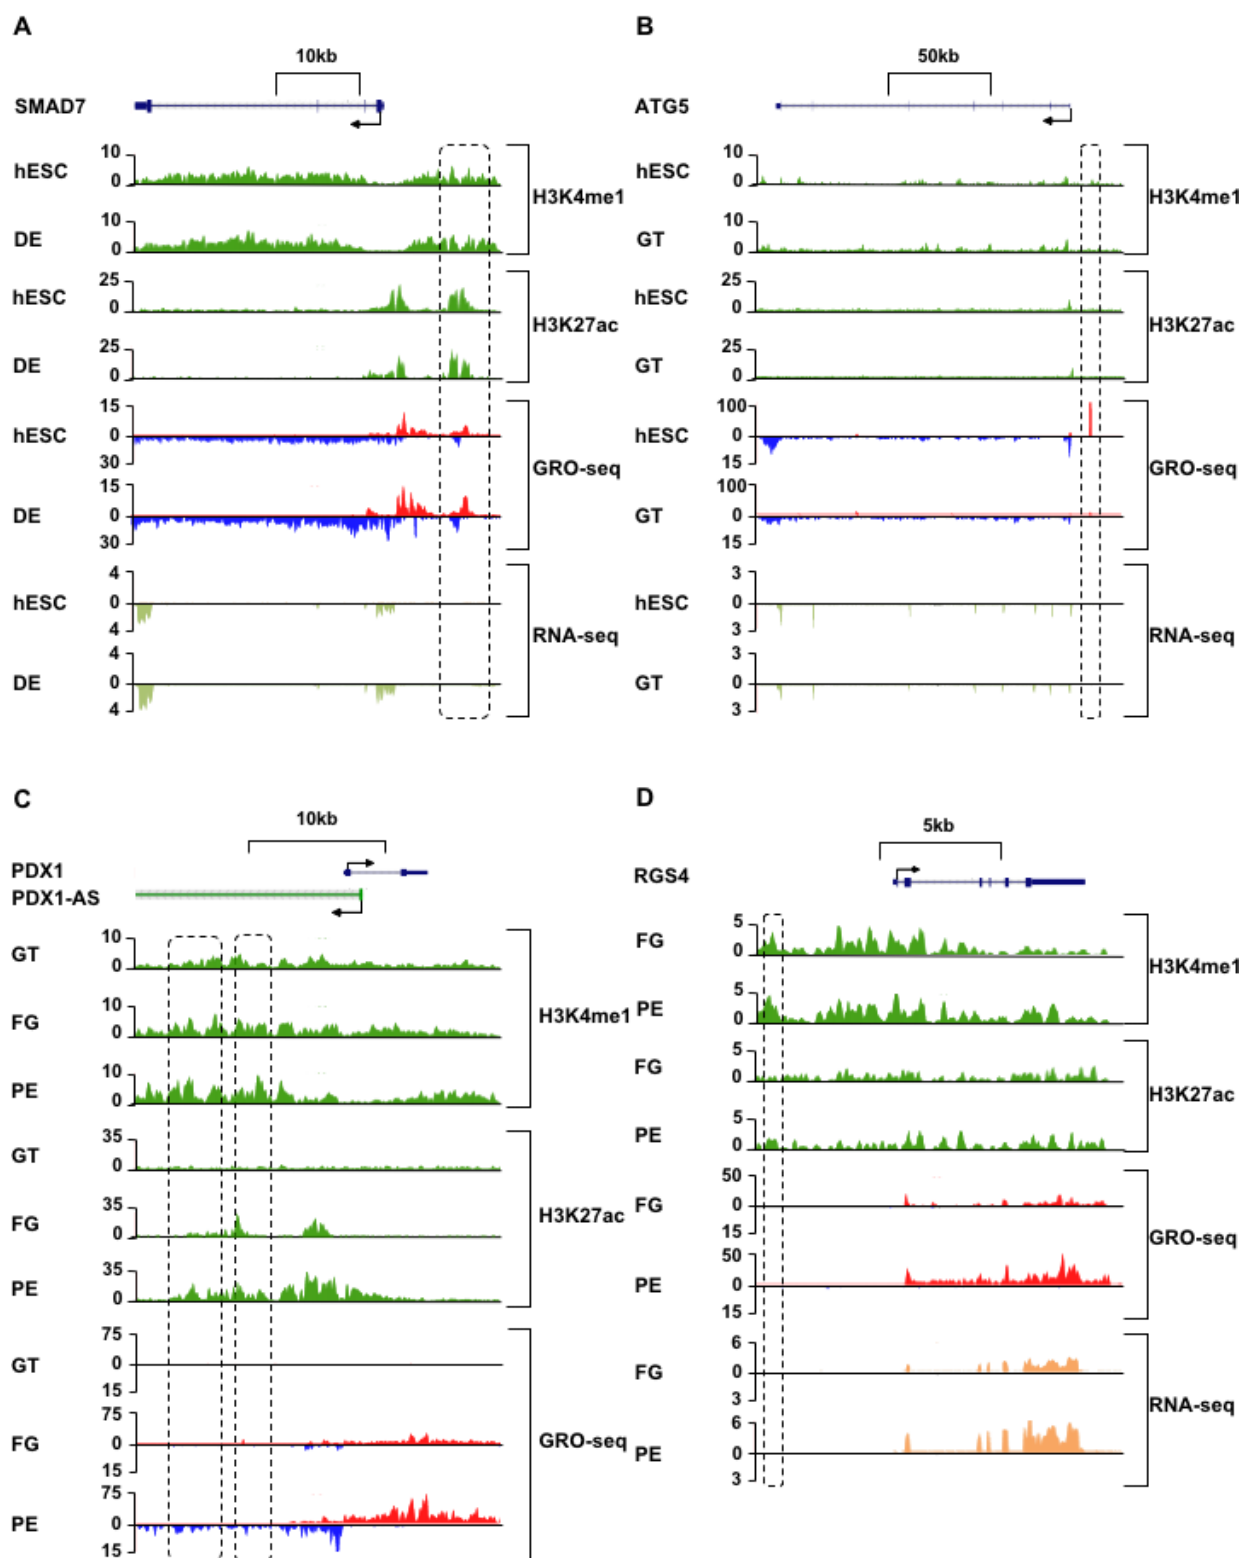 A
10kb
SMAD7
hESC
10
0
DE
10
0
H3K4me1
hESC
25
0
DE
25
0
H3K27ac
hESC
15
0
30
DE
15
0
30
GRO-seq
hESC
4
0
4
DE
4
0
4
RNA-seq
B
50kb
ATG5
hESC
10
0
GT
10
0
H3K4me1
hESC
25
0
GT
25
0
H3K27ac
hESC
100
0
15
GT
100
0
15
GRO-seq
hESC
3
0
3
GT
3
0
3
RNA-seq
C
10kb
PDX1
PDX1-AS
GT
10
0
FG
10
0
PE
10
0
H3K4me1
GT
35
0
FG
35
0
PE
35
0
H3K27ac
GT
75
0
15
FG
75
0
15
PE
75
0
15
GRO-seq
D
5kb
RGS4
FG
5
0
PE
5
0
H3K4me1
FG
5
0
PE
5
0
H3K27ac
FG
50
0
15
PE
50
0
15
GRO-seq
FG
6
0
3
PE
6
0
3
RNA-seq